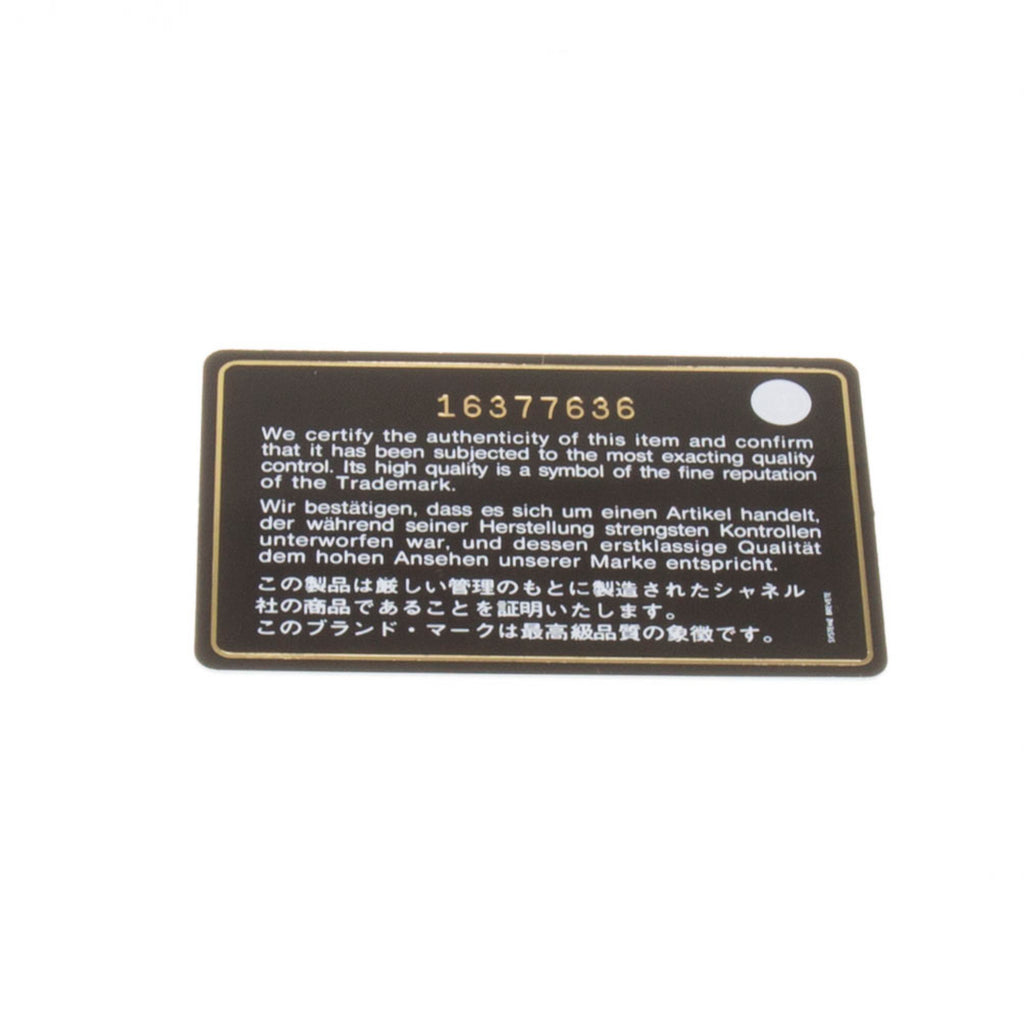 16377636
We certify the authenticity of this item and confirm
that it has been subjected to the most exacting quality
control. Its high quality is a symbol of the fine reputation
of the Trademark.
Wir bestätigen, dass es sich um einen Artikel handelt,
der während seiner Herstellung strengsten Kontrollen
unterworfen war, und dessen erstklassige Qualität
dem hohen Ansehen unserer Marke entspricht.
この製品は厳しい管理のもとに製造されたシャネル
社の商品であることを証明いたします。
このブランド・マークは最高級品質の象徴です。
SYSTEME BREVETE